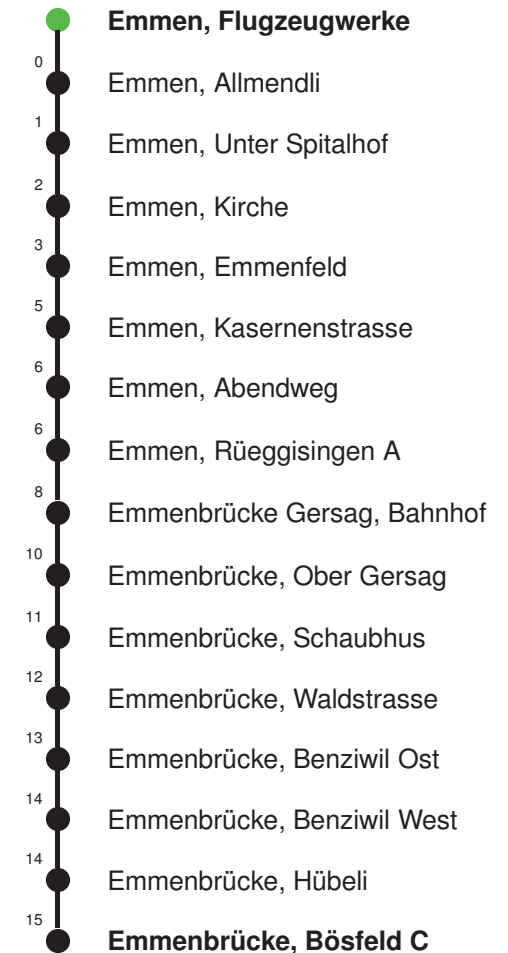 Emmen, Flugzeugwerke
0
Emmen, Allmendli
1
Emmen, Unter Spitalhof
2
Emmen, Kirche
3
Emmen, Emmenfeld
5
Emmen, Kasernenstrasse
6
Emmen, Abendweg
6
Emmen, Rüeggisingen A
8
Emmenbrücke Gersag, Bahnhof
10
Emmenbrücke, Ober Gersag
11
Emmenbrücke, Schaubhus
12
Emmenbrücke, Waldstrasse
13
Emmenbrücke, Benziwil Ost
14
Emmenbrücke, Benziwil West
14
Emmenbrücke, Hübeli
15
Emmenbrücke, Bösfeld C